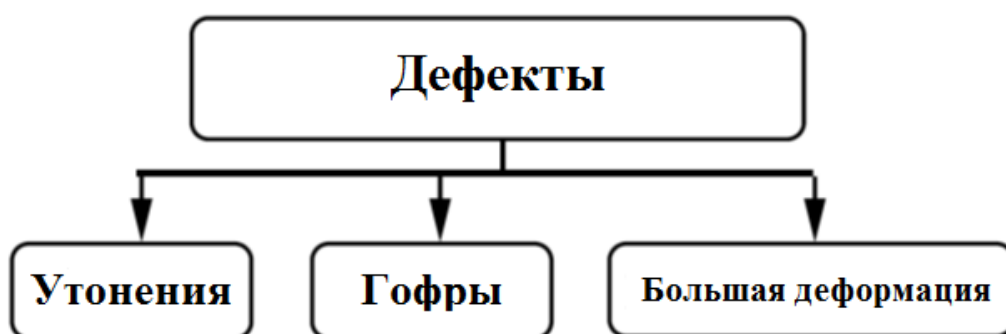 Дефекты
Утонения
Гофры
Большая деформация